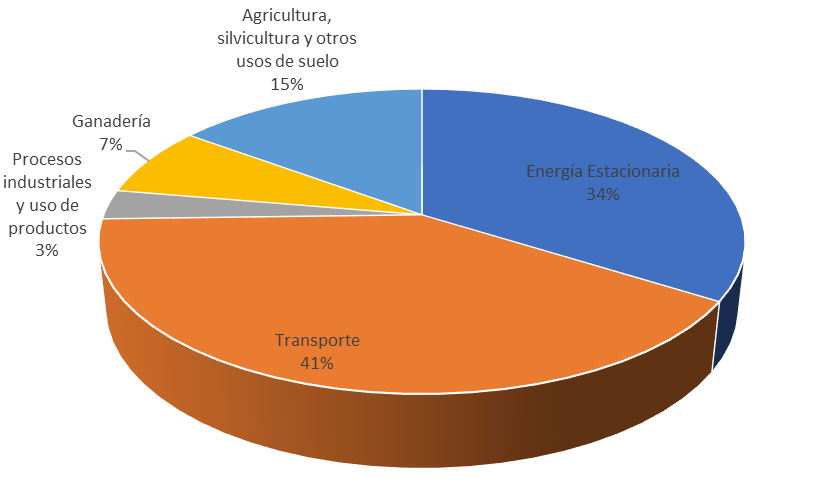 Agricultura,
silvicultura y otros
usos de suelo
15%
Ganadería
7%
Procesos
industriales
y uso de
productos
3%
Energía Estacionaria
34%
Transporte
41%